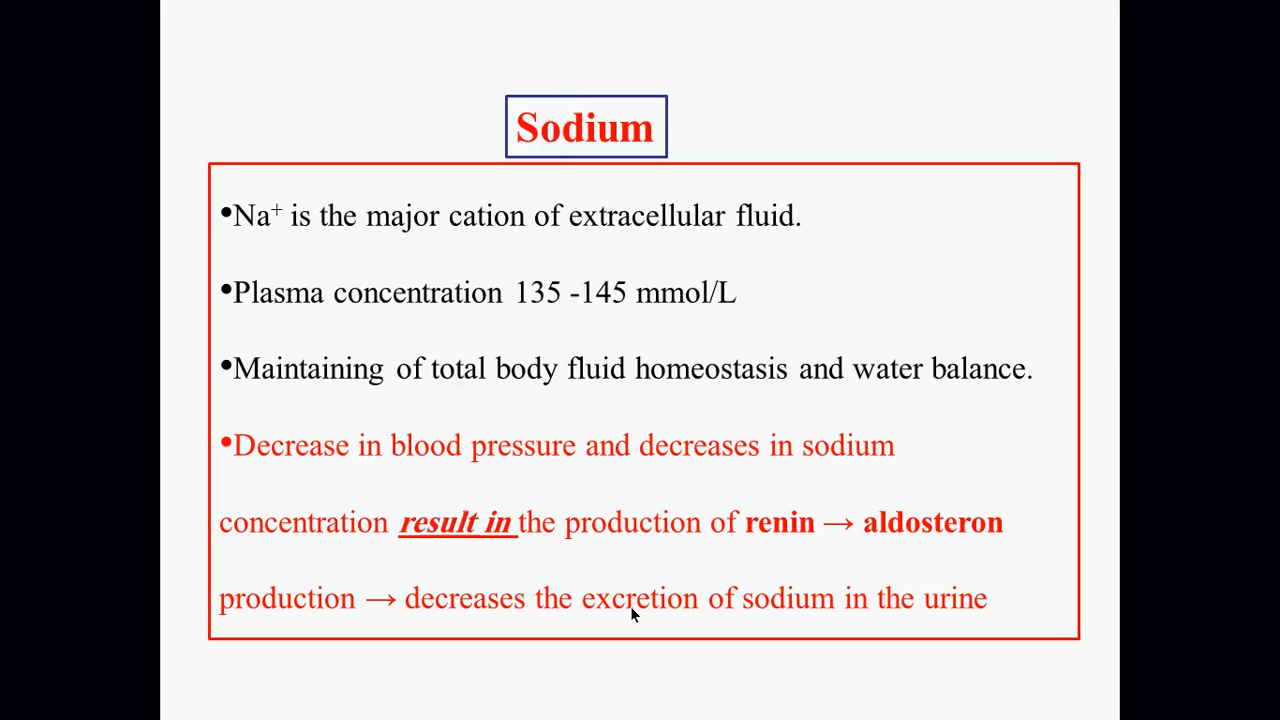 Sodium
•Na⁺ is the major cation of extracellular fluid.
•Plasma concentration 135 -145 mmol/L
•Maintaining of total body fluid homeostasis and water balance.
•Decrease in blood pressure and decreases in sodium
concentration result in the production of renin → aldosteron
production → decreases the excretion of sodium in the urine